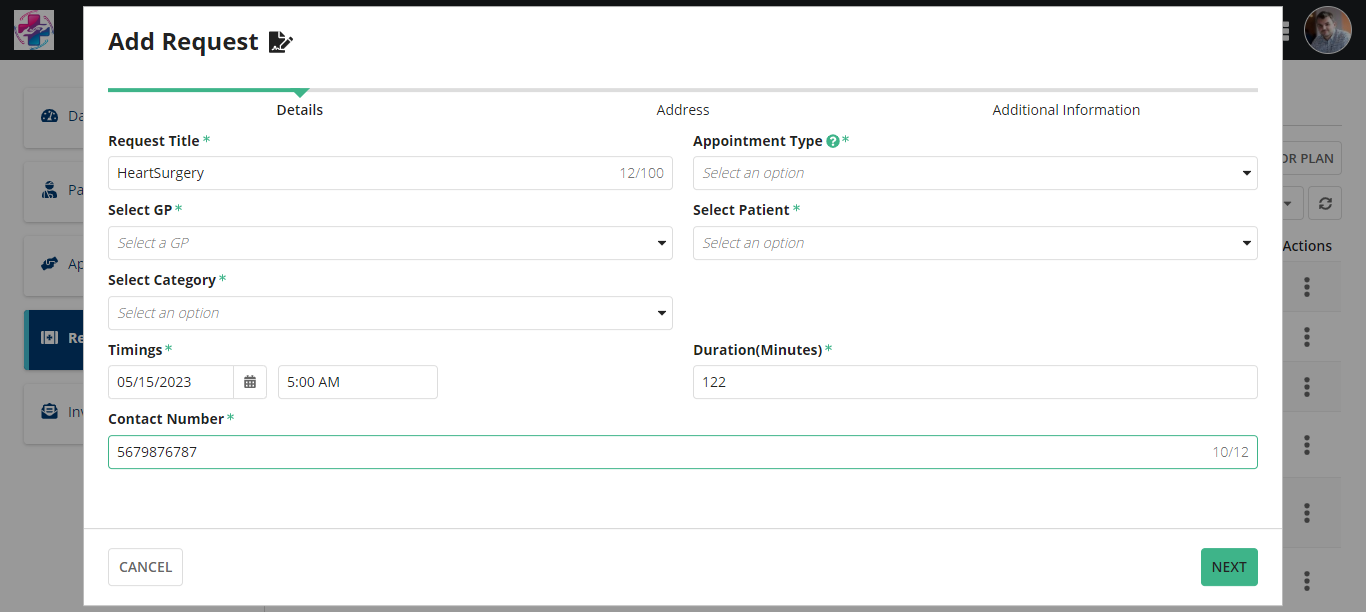 Add Request
Details Address Additional Information
Request Title *
HeartSurgery 12/100
Appointment Type ? *
Select an option
Select GP *
Select a GP
Select Patient *
Select an option
Select Category *
Select an option
Timings *
05/15/2023 5:00 AM
Duration(Minutes) *
122
Contact Number *
5679876787 10/12
CANCEL NEXT
Da
Pa
Ap
Re
Inv
OR PLAN
Actions